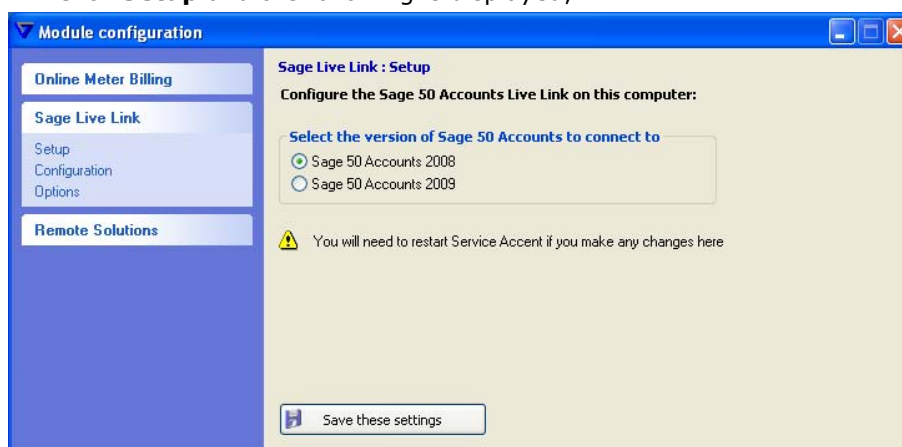 Module configuration
Online Meter Billing
Sage Live Link
Setup
Configuration
Options
Remote Solutions
Sage Live Link : Setup
Configure the Sage 50 Accounts Live Link on this computer:
Select the version of Sage 50 Accounts to connect to
Sage 50 Accounts 2008
Sage 50 Accounts 2009
You will need to restart Service Accent if you make any changes here
Save these settings